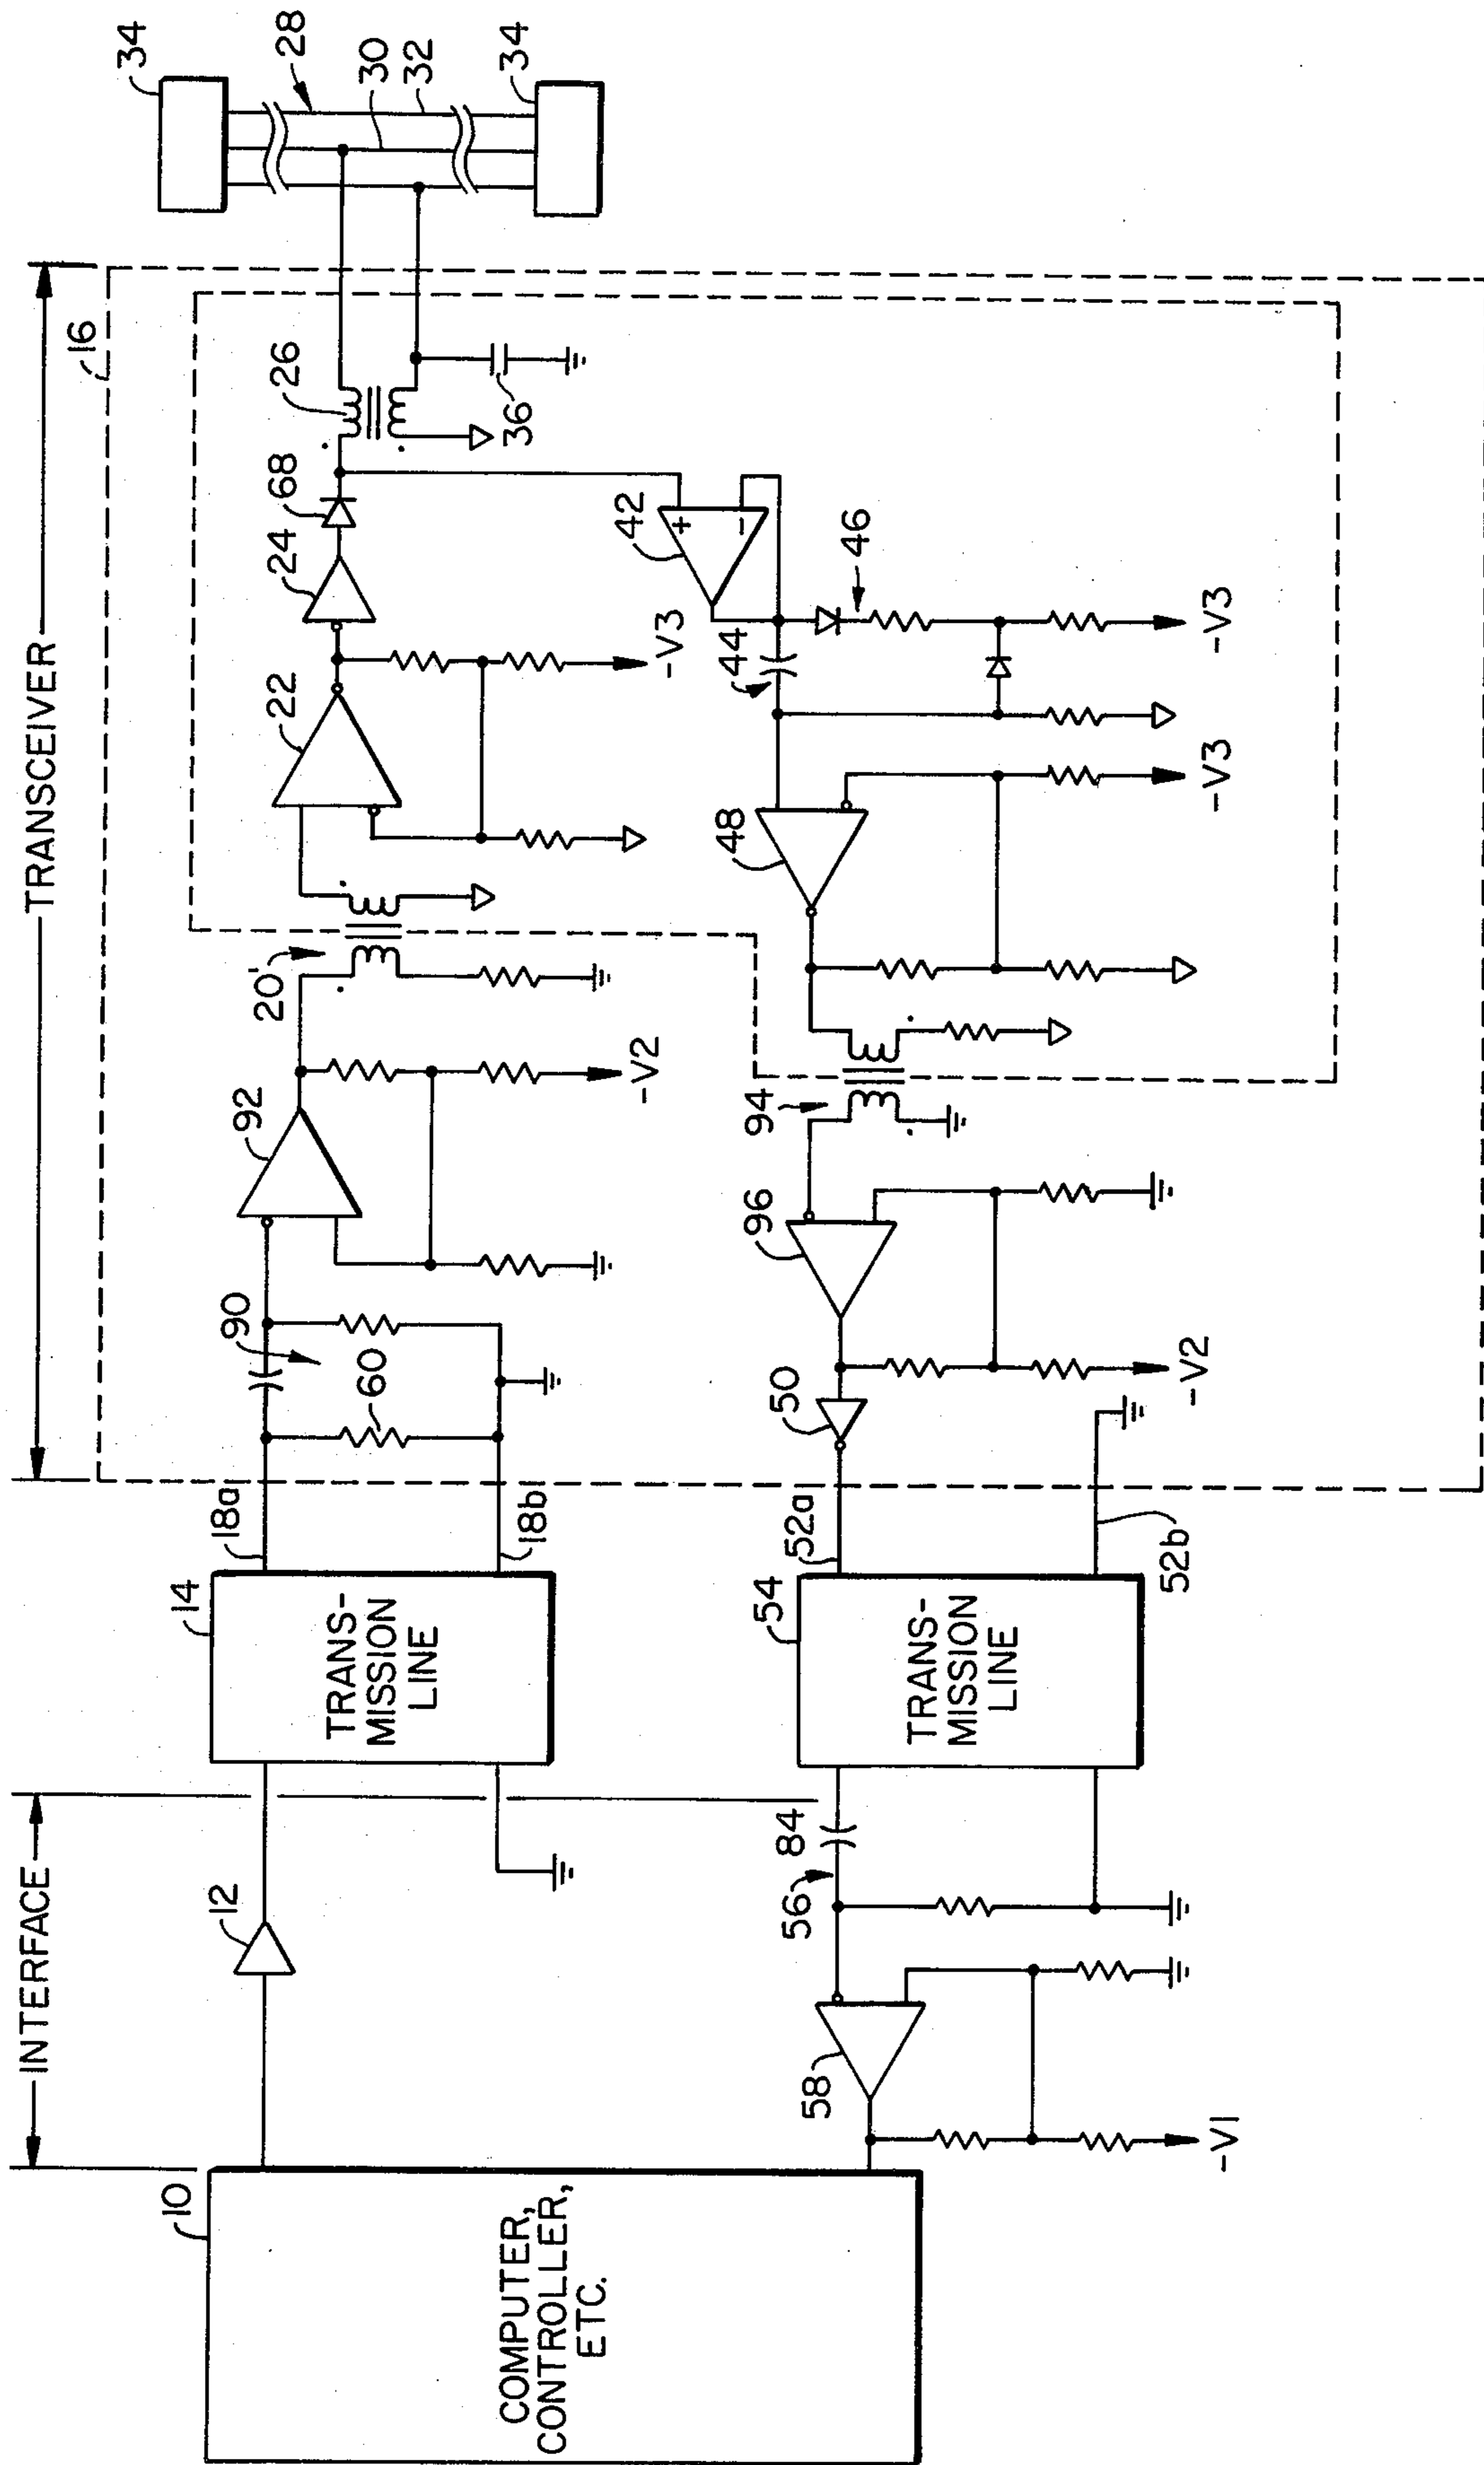 INTERFACE
TRANSCEIVER
10
COMPUTER,
CONTROLLER,
ETC.
12
14
TRANS-
MISSION
LINE
18a
18b
16
60
90
92
-V2
20'
22
24
68
-V3
26
36
34
28
30
32
34
42
44
46
-V3
48
-V3
94
96
50
-V2
52a
52b
54
TRANS-
MISSION
LINE
84
56
58
-V1